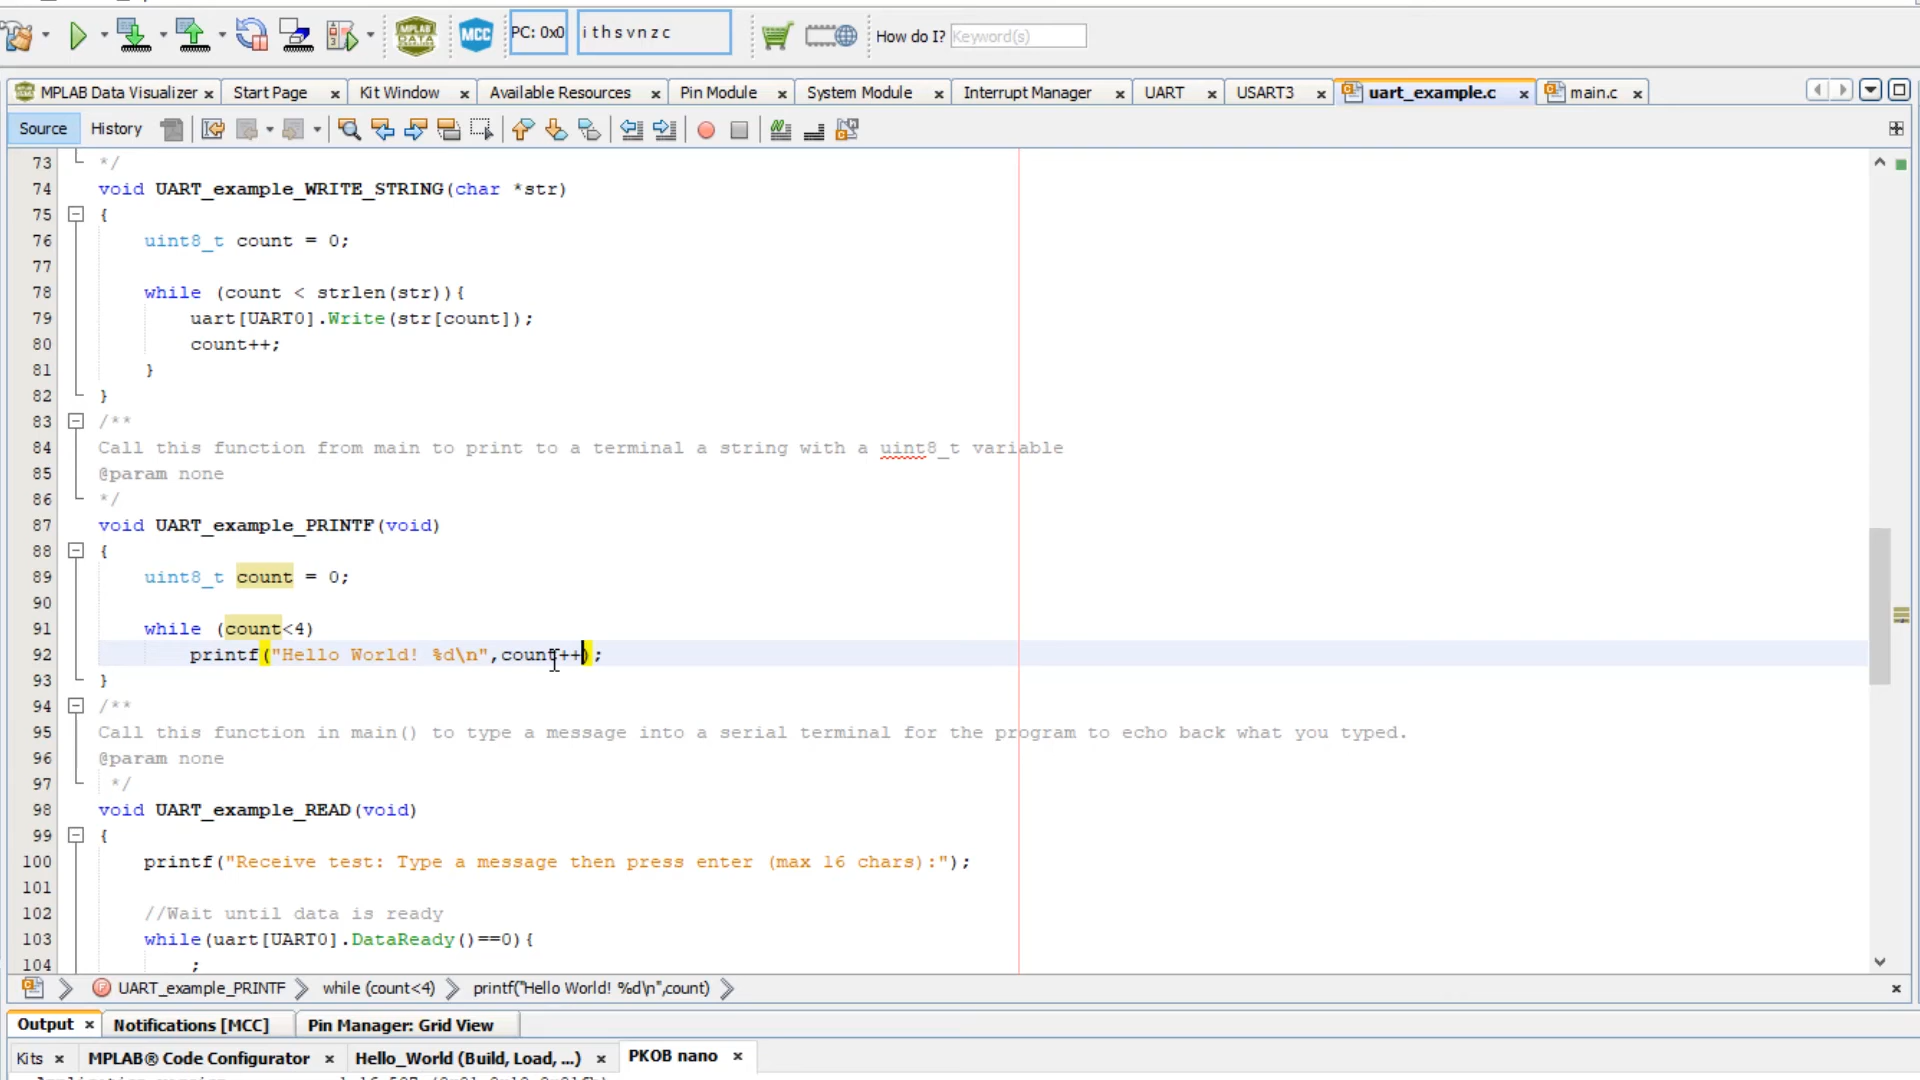 PC: 0x0 i t h s v n z c How do I? Keyword(s)
MPLAB DATA MCC
MPLAB Data Visualizer Start Page Kit Window Available Resources Pin Module System Module Interrupt Manager UART USART3 uart_example.c main.c
Source History
73 */
74 void UART_example_WRITE_STRING(char *str)
75 {
76 uint8_t count = 0;
77
78 while (count < strlen(str)){
79 uart[UART0].Write(str[count]);
80 count++;
81 }
82 }
83 /**
84 Call this function from main to print to a terminal a string with a uint8_t variable
85 @param none
86 */
87 void UART_example_PRINTF(void)
88 {
89 uint8_t count = 0;
90
91 while (count<4)
92 printf("Hello World! %d\n",count++);
93 }
94 /**
95 Call this function in main() to type a message into a serial terminal for the program to echo back what you typed.
96 @param none
97 */
98 void UART_example_READ(void)
99 {
100 printf("Receive test: Type a message then press enter (max 16 chars):");
101
102 //Wait until data is ready
103 while(uart[UART0].DataReady()==0){
104 ;
UART_example_PRINTF while (count<4) printf("Hello World! %d\n",count)
Output Notifications [MCC] Pin Manager: Grid View
Kits MPLAB® Code Configurator Hello_World (Build, Load, ...) PKOB nano